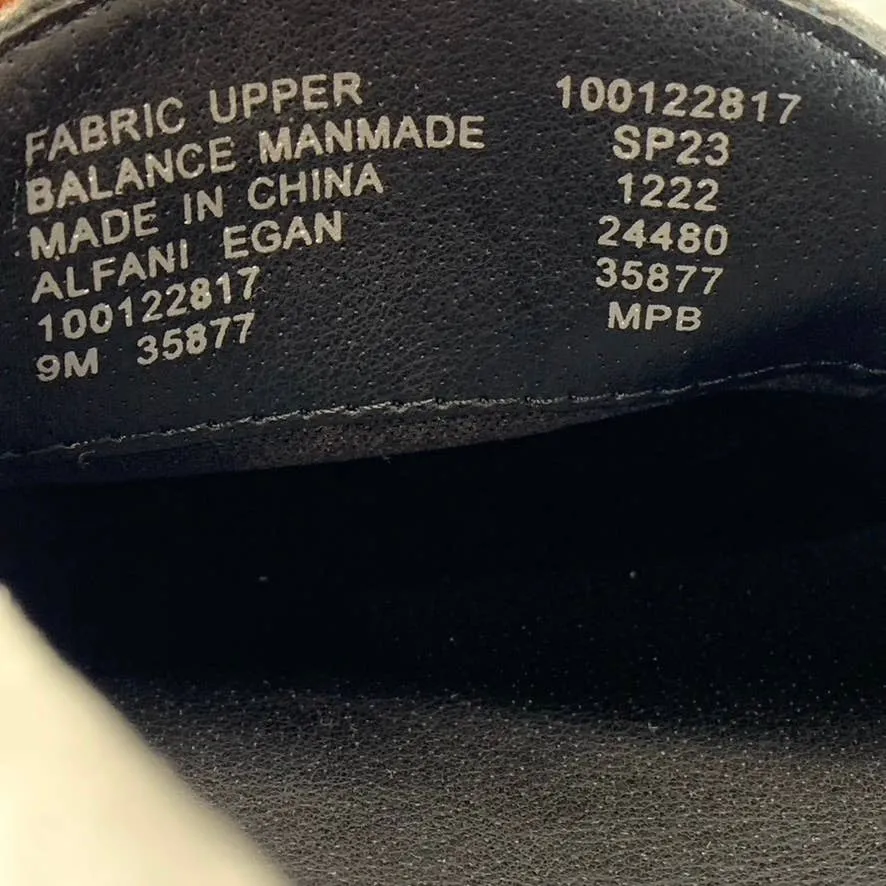 FABRIC UPPER
BALANCE MANMADE
MADE IN CHINA
ALFANI EGAN
100122817
9M 35877
100122817
SP23
1222
24480
35877
MPB